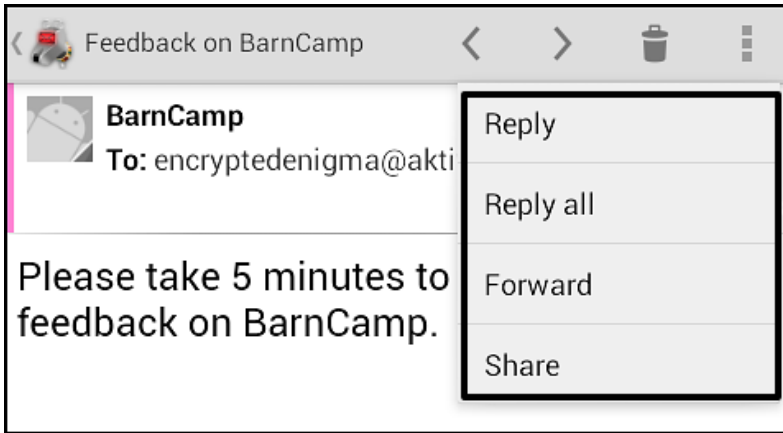 Feedback on BarnCamp
BarnCamp
To: encryptedenigma@akti
Please take 5 minutes to
feedback on BarnCamp.
Reply
Reply all
Forward
Share